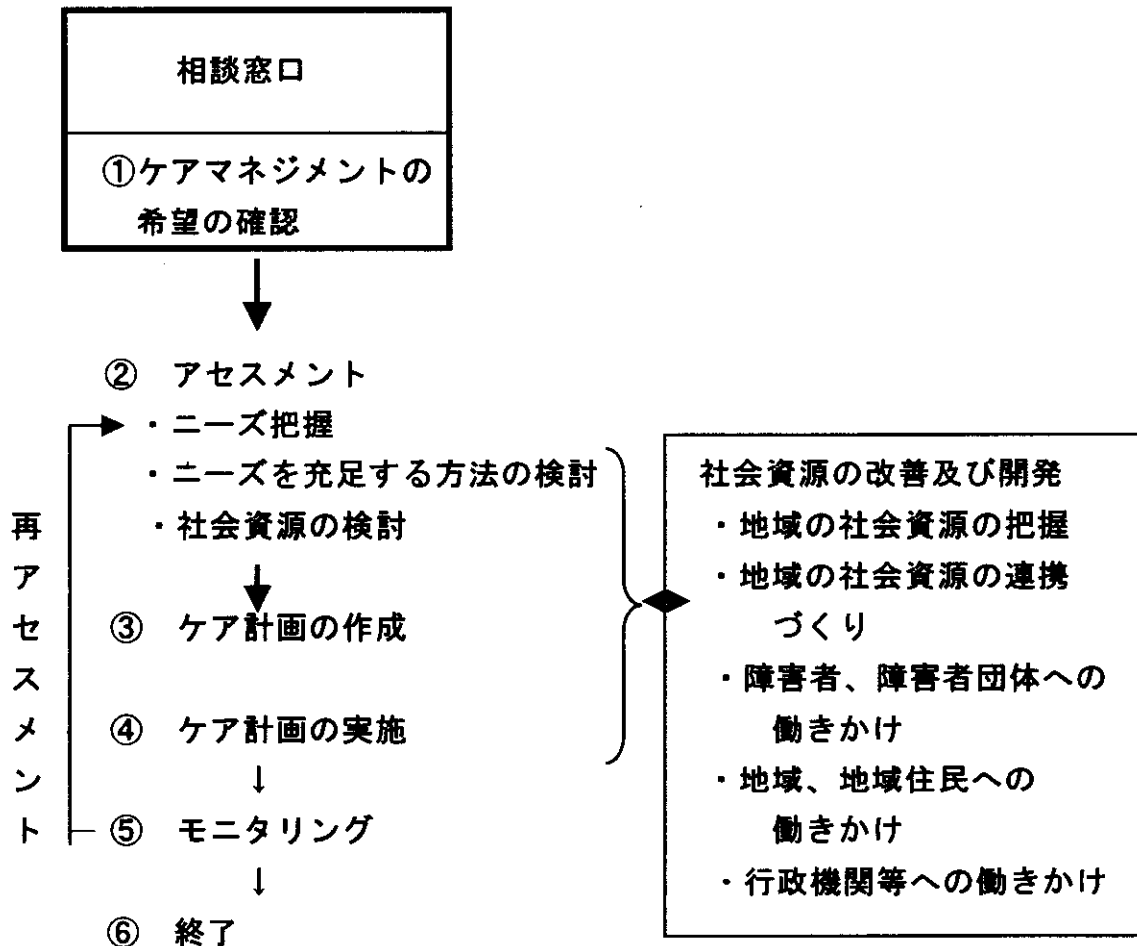 相談窓口
①ケアマネジメントの
希望の確認
② アセスメント
・ニーズ把握
・ニーズを充足する方法の検討
・社会資源の検討
③ ケア計画の作成
④ ケア計画の実施
↓
⑤ モニタリング
↓
⑥ 終了
再アセスメント
社会資源の改善及び開発
・地域の社会資源の把握
・地域の社会資源の連携
づくり
・障害者、障害者団体への
働きかけ
・地域、地域住民への
働きかけ
・行政機関等への働きかけ